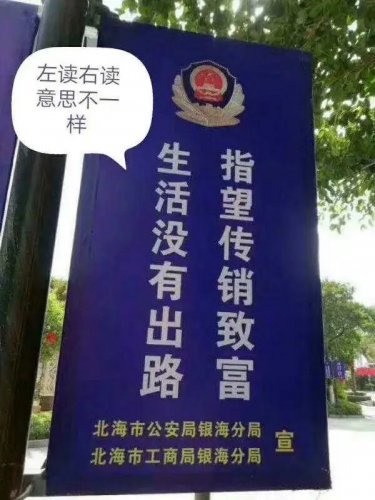 左读右读
意思不一
样
指望传销致富
生活没有出路
北海市公安局银海分局
北海市工商局银海分局
宣